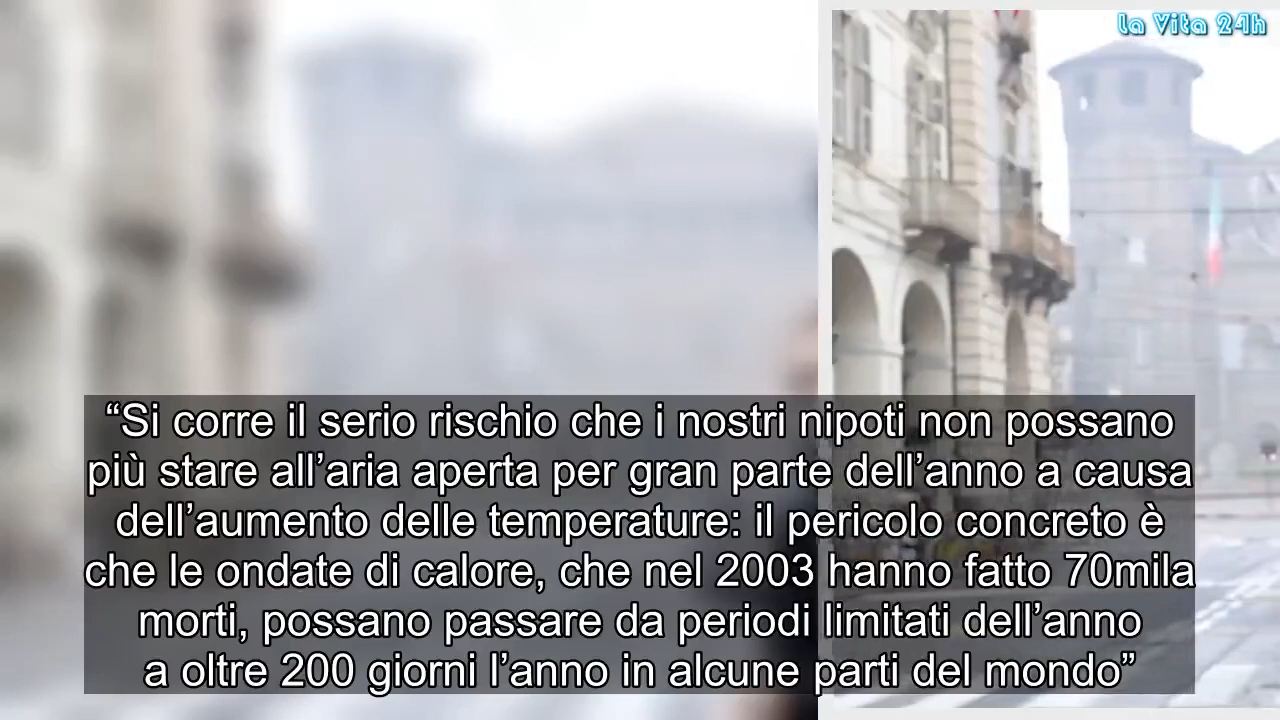 La Vita 24h
“Si corre il serio rischio che i nostri nipoti non possano
più stare all’aria aperta per gran parte dell’anno a causa
dell’aumento delle temperature: il pericolo concreto è
che le ondate di calore, che nel 2003 hanno fatto 70mila
morti, possano passare da periodi limitati dell’anno
a oltre 200 giorni l’anno in alcune parti del mondo”